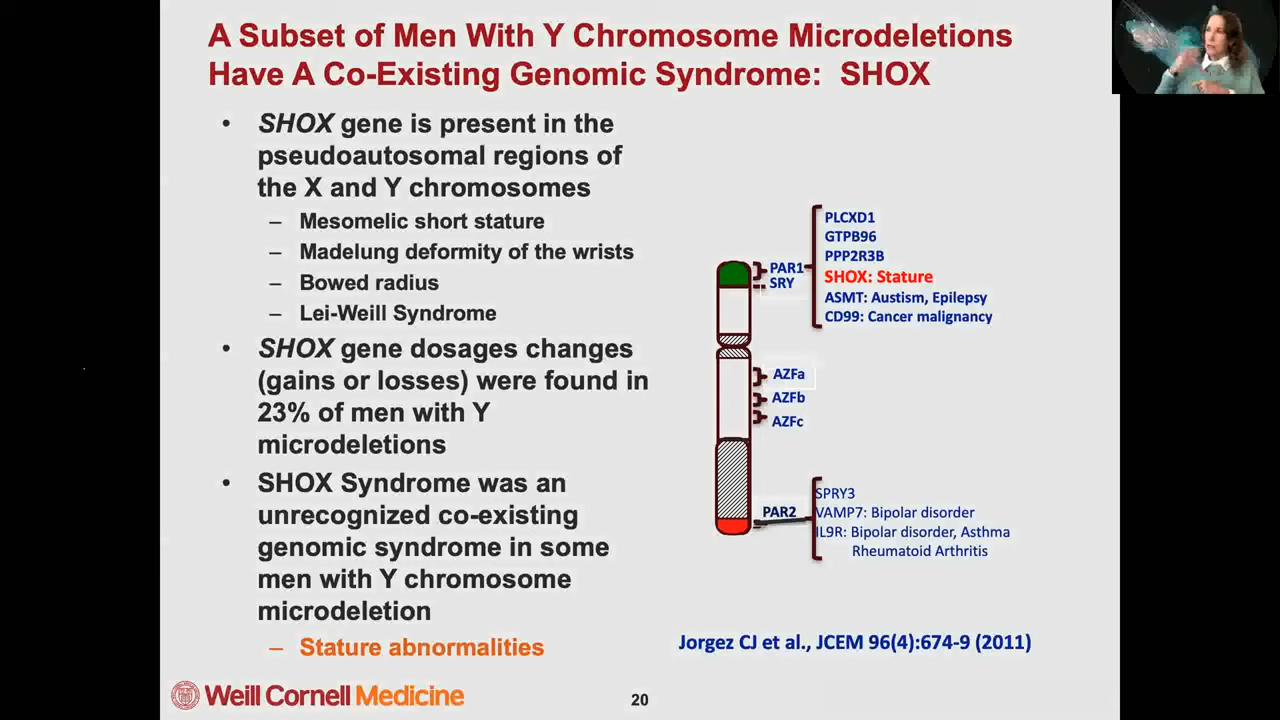 A Subset of Men With Y Chromosome Microdeletions
Have A Co-Existing Genomic Syndrome: SHOX
• SHOX gene is present in the
pseudoautosomal regions of
the X and Y chromosomes
– Mesomelic short stature
– Madelung deformity of the wrists
– Bowed radius
– Lei-Weill Syndrome
• SHOX gene dosages changes
(gains or losses) were found in
23% of men with Y
microdeletions
• SHOX Syndrome was an
unrecognized co-existing
genomic syndrome in some
men with Y chromosome
microdeletion
– Stature abnormalities
PAR1
SRY
PLCXD1
GTPB96
PPP2R3B
SHOX: Stature
ASMT: Austism, Epilepsy
CD99: Cancer malignancy
AZFa
AZFb
AZFc
PAR2
SPRY3
VAMP7: Bipolar disorder
IL9R: Bipolar disorder, Asthma
Rheumatoid Arthritis
Jorgez CJ et al., JCEM 96(4):674-9 (2011)
Weill Cornell Medicine
20